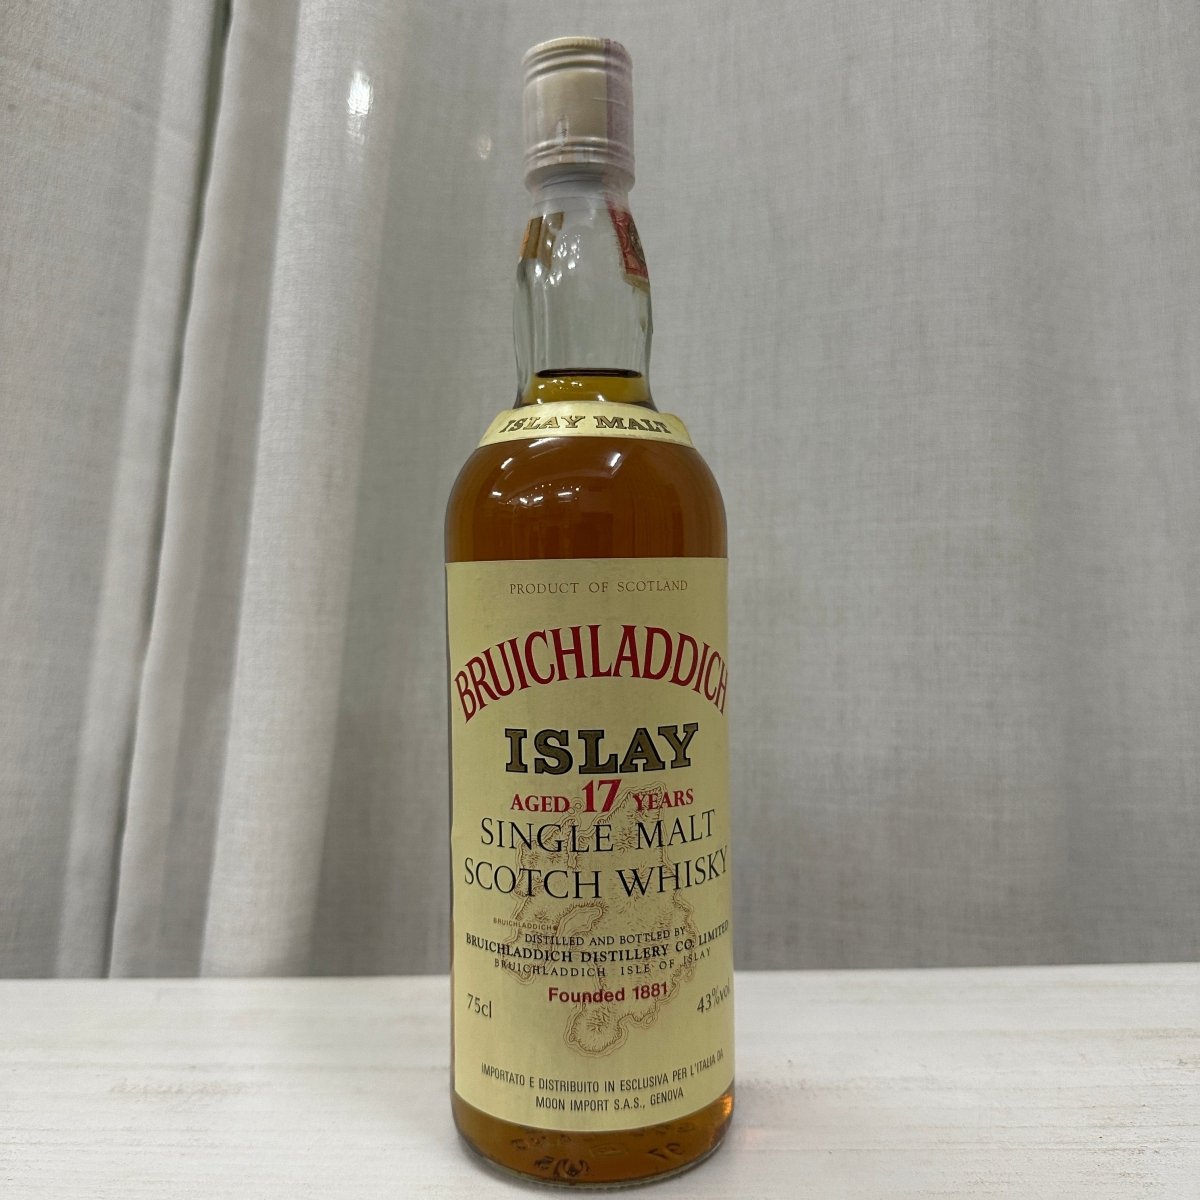 ISLAY MALT
PRODUCT OF SCOTLAND
BRUICHLADDICH
ISLAY
AGED 17 YEARS
SINGLE MALT
SCOTCH WHISKY
BRUICHLADDICH
DISTILLED AND BOTTLED BY
BRUICHLADDICH DISTILLERY CO. LIMITED
BRUICHLADDICH ISLE OF ISLAY
Founded 1881
75cl 43%vol
IMPORTATO E DISTRIBUITO IN ESCLUSIVA PER L'ITALIA DA
MOON IMPORT S.A.S., GENOVA